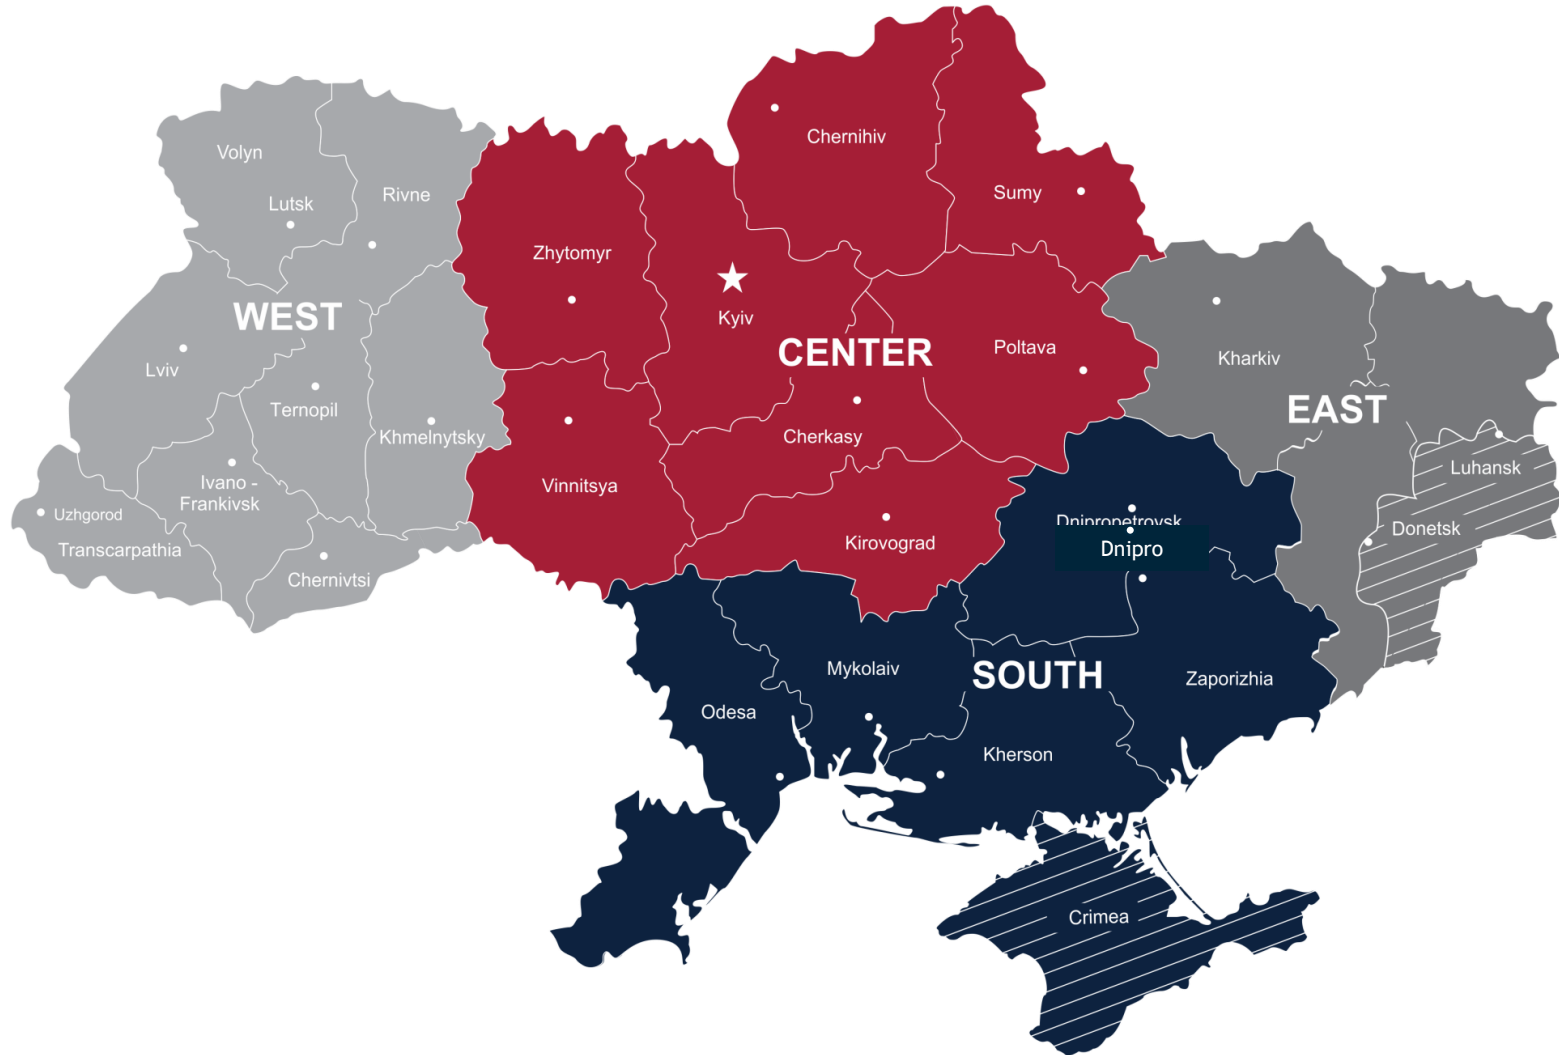 Chernihiv
Volyn
Sumy
Rivne
Lutsk
Zhytomyr
WEST
Kyiv
CENTER
Poltava
Kharkiv
Lviv
Ternopil
EAST
Khmelnytsky
Cherkasy
Luhansk
Ivano -
Frankivsk
Vinnitsya
Uzhgorod
Dnipropetrovsk
Donetsk
Kirovograd
Dnipro
Transcarpathia
Chernivtsi
Mykolaiv
SOUTH
Zaporizhia
Odesa
Kherson
Crimea